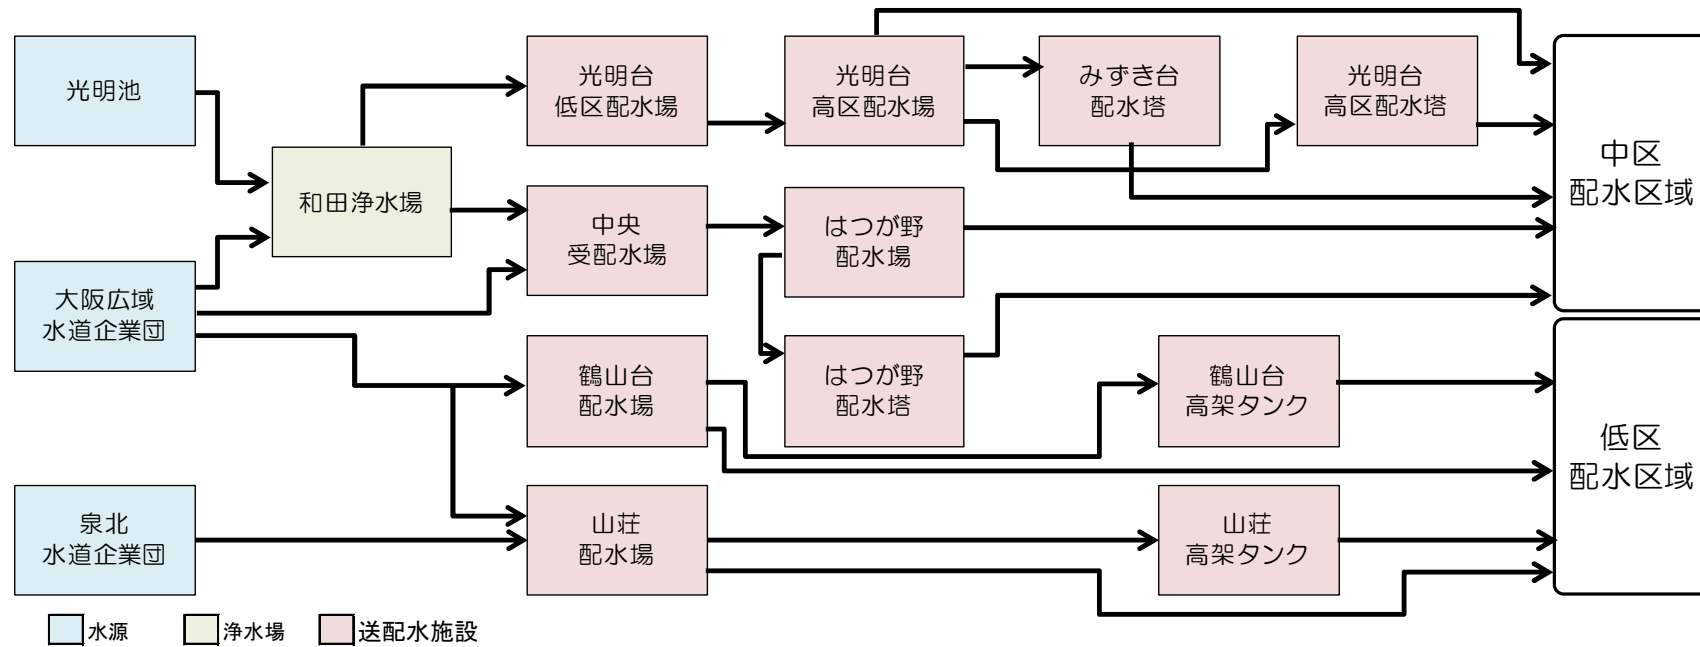 光明池
大阪広域
水道企業団
泉北
水道企業団
和田浄水場
光明台
低区配水場
光明台
高区配水場
みずき台
配水塔
光明台
高区配水塔
中央
受配水場
はつが野
配水場
鶴山台
配水場
はつが野
配水塔
鶴山台
高架タンク
山荘
配水場
山荘
高架タンク
中区
配水区域
低区
配水区域
水源
浄水場
送配水施設